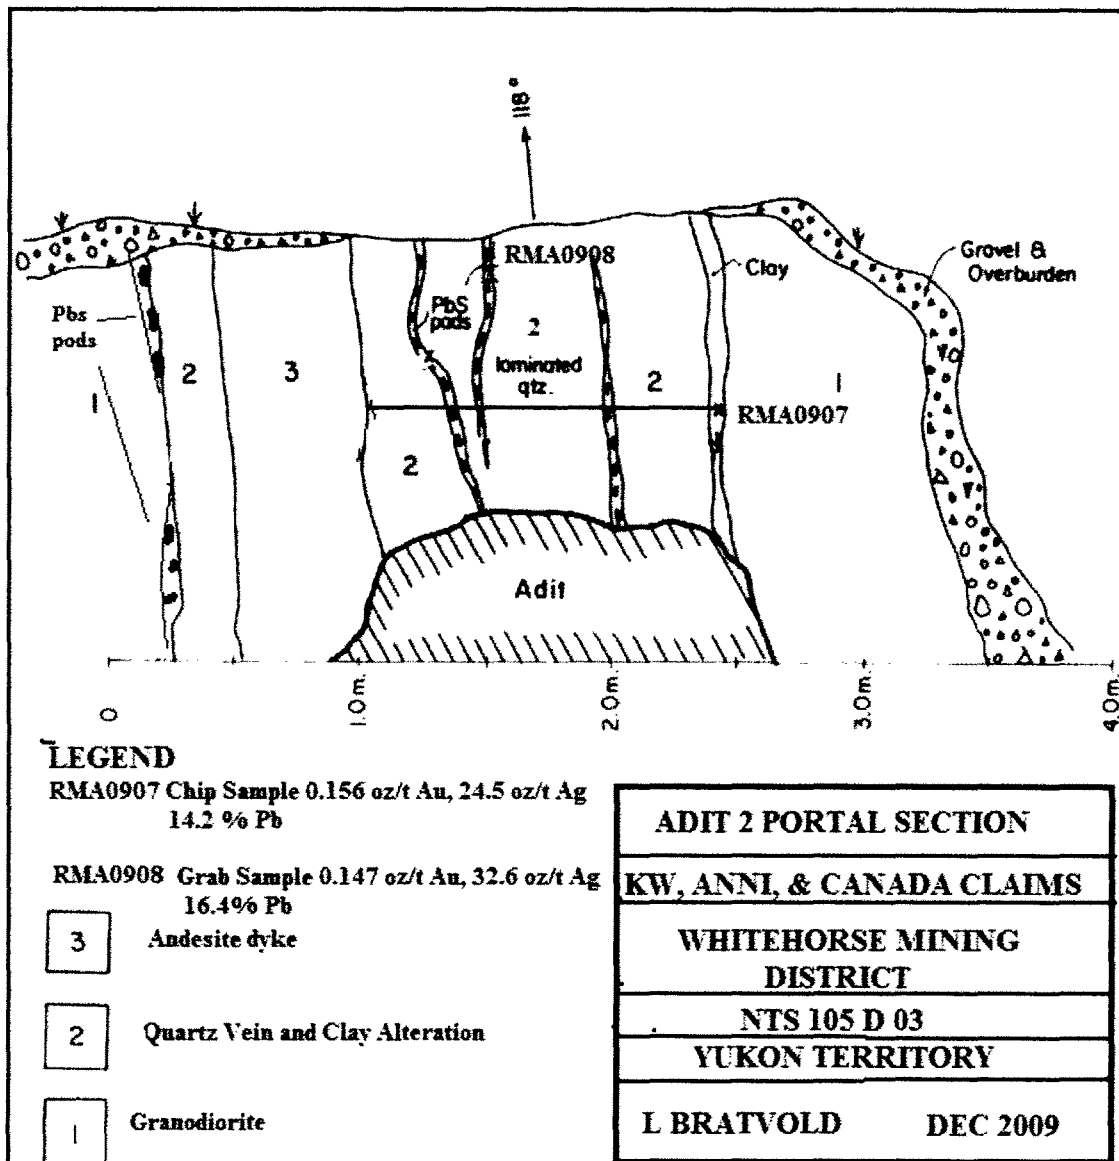 118°
RMA0908
Clay
Gravel &
Overburden
PbS
pods
Pbs
pods
2
laminated
qtz.
1
2
3
2
1
RMA0907
2
Adit
0
1.0m.
2.0m.
3.0m.
4.0m.
LEGEND
RMA0907 Chip Sample 0.156 oz/t Au, 24.5 oz/t Ag
14.2 % Pb
RMA0908 Grab Sample 0.147 oz/t Au, 32.6 oz/t Ag
16.4% Pb
3 Andesite dyke
2 Quartz Vein and Clay Alteration
1 Granodiorite
ADIT 2 PORTAL SECTION
KW, ANNI, & CANADA CLAIMS
WHITEHORSE MINING
DISTRICT
NTS 105 D 03
YUKON TERRITORY
L BRATVOLD DEC 2009